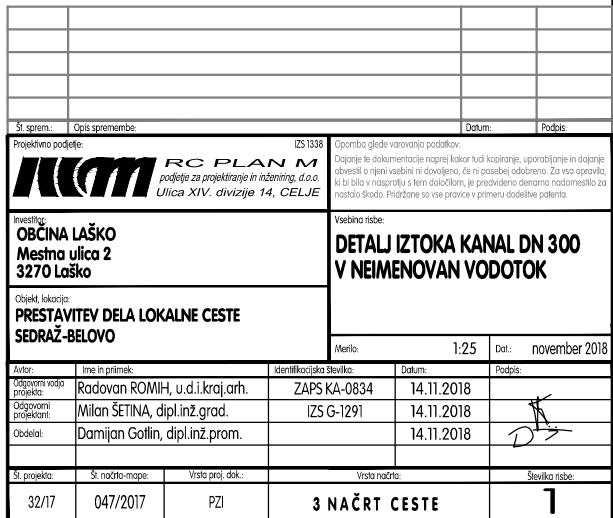 Št. sprem.: Opis spremembe: Datum: Podpis:
Projektivno podjetje: IZS 1338
RC PLAN M
podjetje za projektiranje in inženiring, d.o.o.
Ulica XIV. divizije 14, CELJE
Opomba glede varovanja podatkov:
Dajanje te dokumentacije naprej kakor tudi kopiranje, uporabljanje in dajanje
obvestil o njeni vsebini ni dovoljeno, če ni posebej odobreno. Za vsa opravila,
ki bi bila v nasprotju s tem določilom, je predvideno denarno nadomestilo za
nastalo škodo. Pridržane so vse pravice v primeru dodelitve patenta.
Investitor:
OBČINA LAŠKO
Mestna ulica 2
3270 Laško
Vsebina risbe:
DETALJ IZTOKA KANAL DN 300
V NEIMENOVAN VODOTOK
Objekt, lokacija:
PRESTAVITEV DELA LOKALNE CESTE
SEDRAŽ-BELOVO
Merilo: 1:25 Dat.: november 2018
Avtor: Ime in priimek: Identifikacijska številka: Datum: Podpis:
Odgovorni vodja
projekta: Radovan ROMIH, u.d.i.kraj.arh. ZAPS KA-0834 14.11.2018
Odgovorni
projektant: Milan ŠETINA, dipl.inž.grad. IZS G-1291 14.11.2018
Obdelal: Damijan Gotlin, dipl.inž.prom. 14.11.2018
Št. projekta: Št. načrta-mape: Vrsta proj. dok.: Vrsta načrta: Številka risbe:
32/17 047/2017 PZI 3 NAČRT CESTE 1